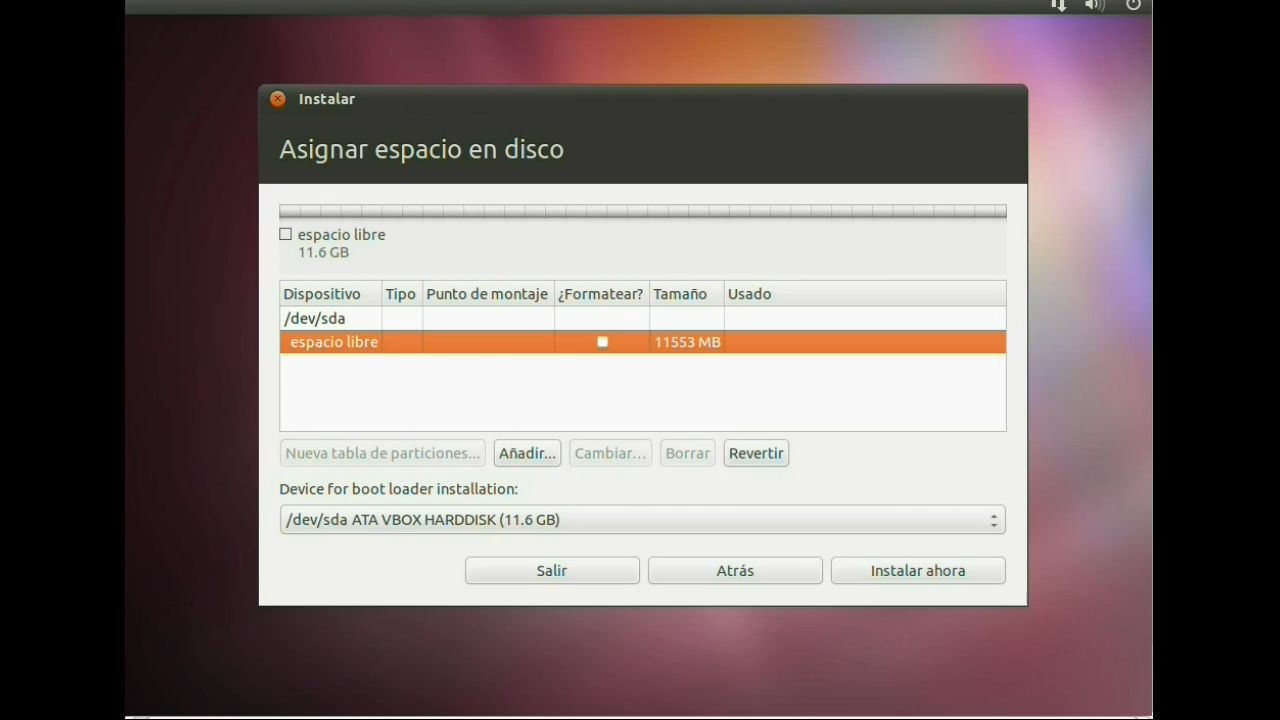 Instalar
Asignar espacio en disco
espacio libre
11.6 GB
Dispositivo Tipo Punto de montaje ¿Formatear? Tamaño Usado
/dev/sda
espacio libre 11553 MB
Nueva tabla de particiones... Añadir... Cambiar... Borrar Revertir
Device for boot loader installation:
/dev/sda ATA VBOX HARDDISK (11.6 GB)
Salir Atrás Instalar ahora